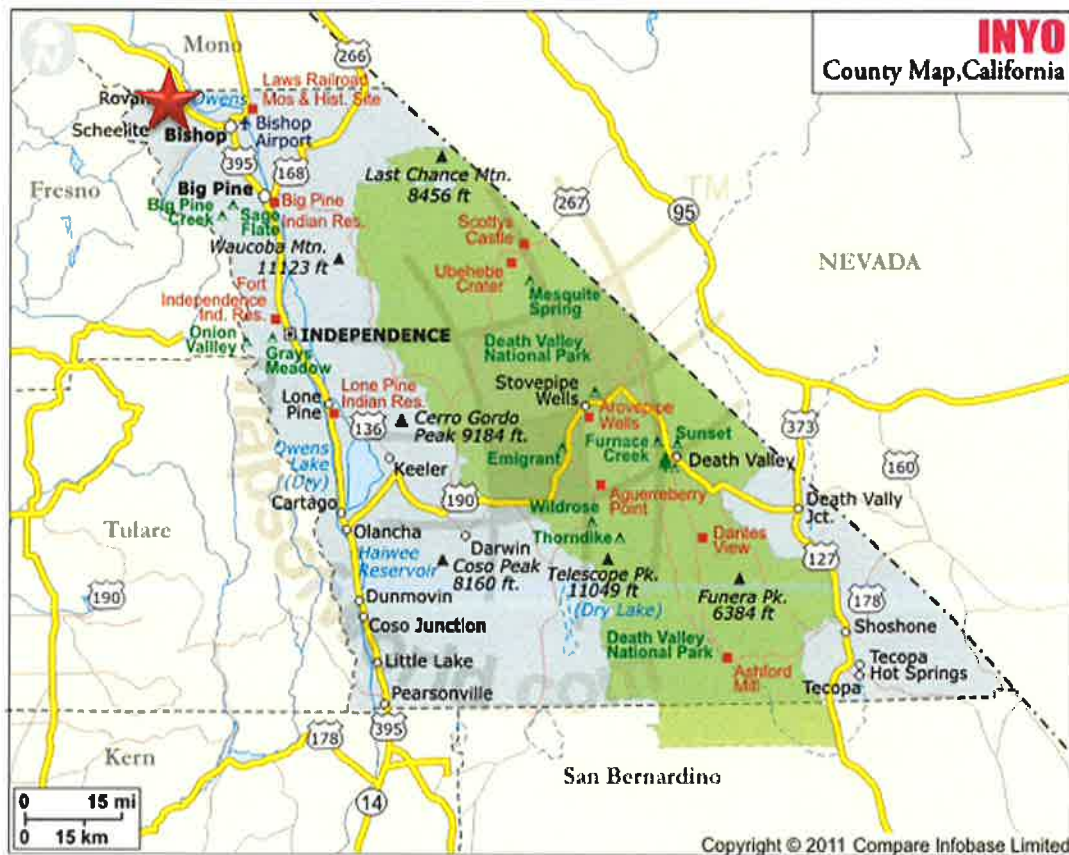 INYO
County Map,California
Mono
266
Laws Railroad
Mos & Hist. Site
Owens
Scheelite
Bishop
Bishop
Airport
395
168
Fresno
Last Chance Mtn.
8456 ft
TM
Big Pine
Big Pine
Creek
Sage
Flate
Big Pine
Indian Res.
267
95
Scottys
Castle
Waucoba Mtn.
11123 ft
Ubehebe
Crater
Mesquite
Spring
NEVADA
Fort
Independence
Ind. Res.
INDEPENDENCE
Onion
Vallley
Grays
Meadow
Death Valley
National Park
Stovepipe
Wells
Lone
Pine
Lone Pine
Indian Res.
136
Cerro Gordo
Peak 9184 ft.
Arovepipe
Wells
373
Furnace
Creek
Sunset
Emigrant
Death Valley
160
Owens
Lake
(Dry)
Keeler
190
Cartago
Aguerreberry
Point
Death Vally
Jct.
Wildrose
Tulare
Olancha
Thorndike
Dantes
View
Darwin
127
Haiwee
Reservoir
Coso Peak
8160 ft.
Telescope Pk.
11049 ft
(Dry Lake)
Funera Pk.
6384 ft
190
178
Dunmovin
Coso Junction
Shoshone
Death Valley
National Park
Little Lake
Ashford
Mill
Tecopa
Hot Springs
Tecopa
Pearsonville
395
178
Kern
14
San Bernardino
0 15 mi
0 15 km
Copyright © 2011 Compare Infobase Limited